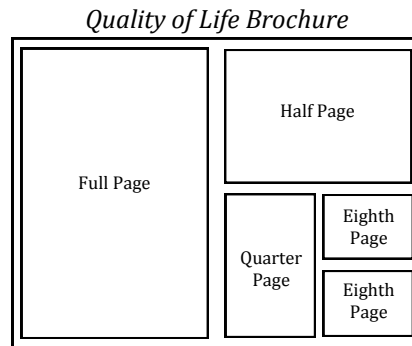 Quality of Life Brochure
Full Page
Half Page
Quarter
Page
Eighth
Page
Eighth
Page